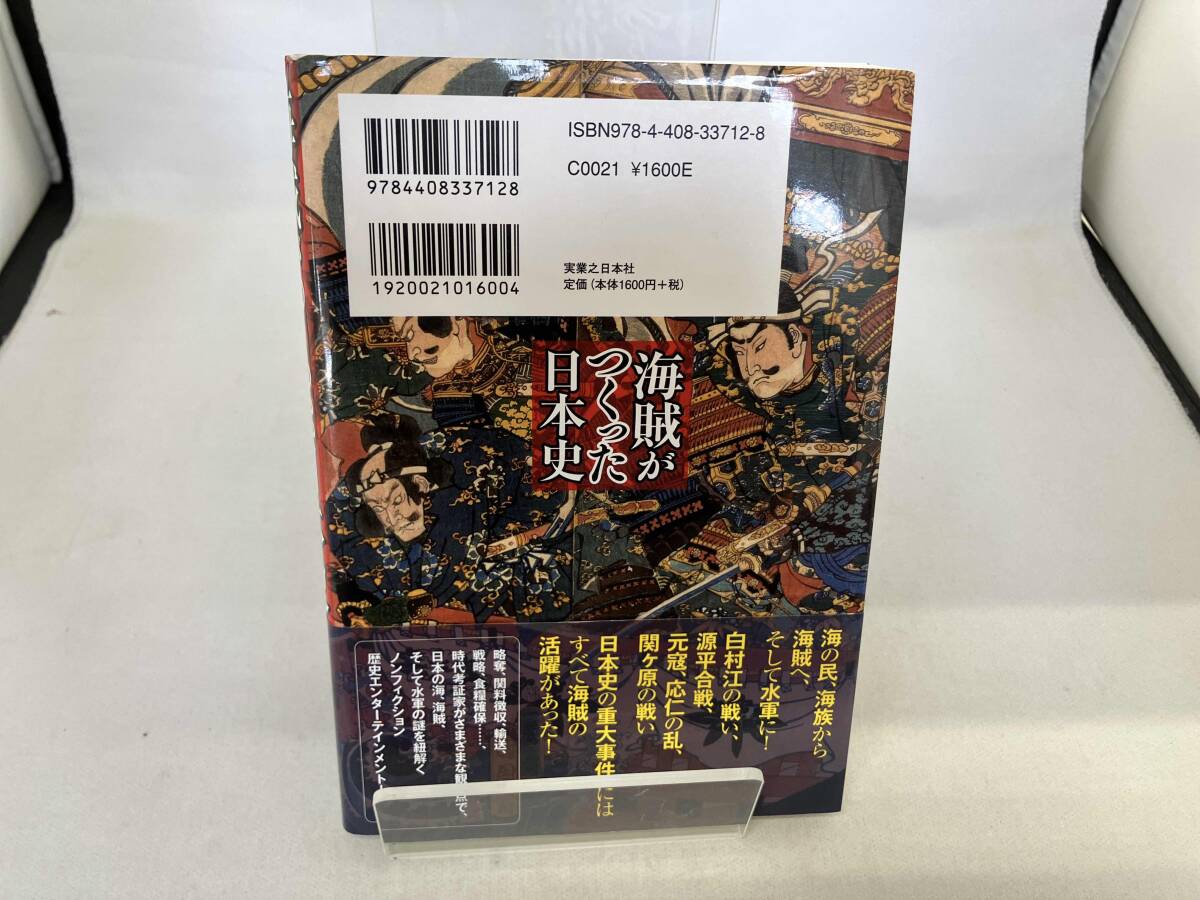 ISBN978-4-408-33712-8
C0021 ¥1600E
9784408337128
1920021016004
実業之日本社
定価(本体1600円+税)
海賊が
つくった
日本史
海の民、海族から
海賊へ、
そして水軍に!
白村江の戦い、
源平合戦、
元寇、応仁の乱、
関ヶ原の戦い
日本史の重大事件には
すべて海賊の
活躍があった!
略奪、関料徴収、輸送、
戦略、食糧確保……、
時代考証家がさまざまな観点で、
日本の海、海賊、
そして水軍の謎を紐解く
ノンフィクション
歴史エンターテインメント!